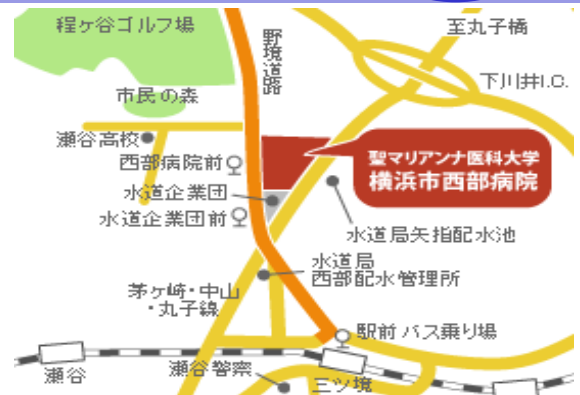 程ヶ谷ゴルフ場
野境道路
至丸子橋
下川井I.C.
市民の森
瀬谷高校
西部病院前
聖マリアンナ医科大学
横浜市西部病院
水道企業団
水道企業団前
水道局矢指配水池
水道局
西部配水管理所
茅ヶ崎・中山
・丸子線
駅前バス乗り場
瀬谷
瀬谷警察
三ツ境